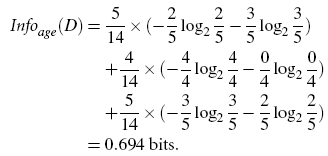 Info_age(D) = 5/14 × (−2/5 log₂ 2/5 − 3/5 log₂ 3/5)
+ 4/14 × (−4/4 log₂ 4/4 − 0/4 log₂ 0/4)
+ 5/14 × (−3/5 log₂ 3/5 − 2/5 log₂ 2/5)
= 0.694 bits.